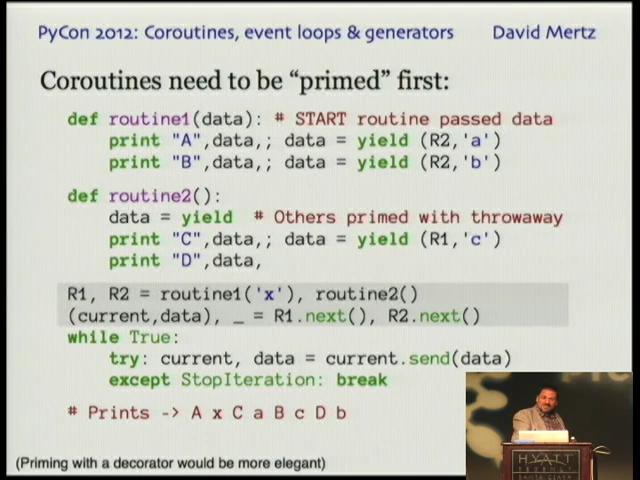 PyCon 2012: Coroutines, event loops & generators David Mertz
Coroutines need to be “primed” first:
def routine1(data): # START routine passed data
print "A",data,; data = yield (R2,'a')
print "B",data,; data = yield (R2,'b')
def routine2():
data = yield # Others primed with throwaway
print "C",data,; data = yield (R1,'c')
print "D",data,
R1, R2 = routine1('x'), routine2()
(current,data), _ = R1.next(), R2.next()
while True:
try: current, data = current.send(data)
except StopIteration: break
# Prints -> A x C a B c D b
(Priming with a decorator would be more elegant)
HYATT
REGENCY
SANTA CLARA